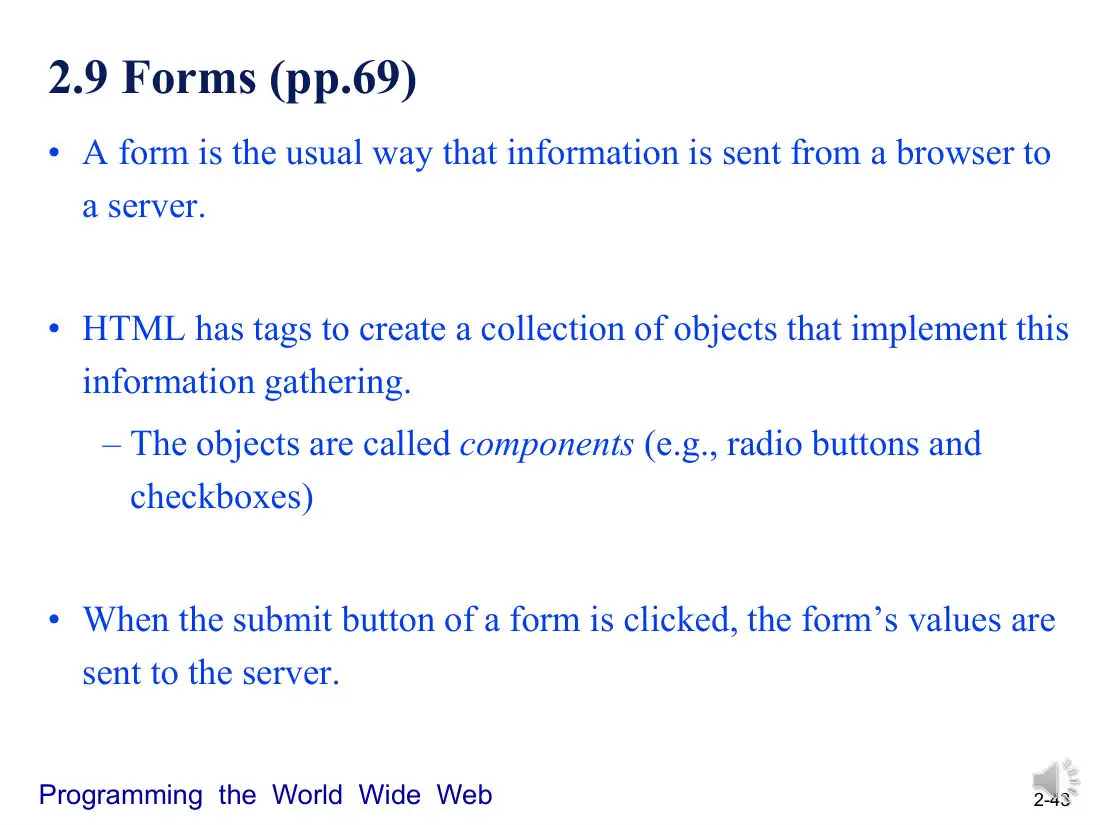 2.9 Forms (pp.69)
• A form is the usual way that information is sent from a browser to
a server.
• HTML has tags to create a collection of objects that implement this
information gathering.
– The objects are called components (e.g., radio buttons and
checkboxes)
• When the submit button of a form is clicked, the form’s values are
sent to the server.
Programming the World Wide Web
2-43